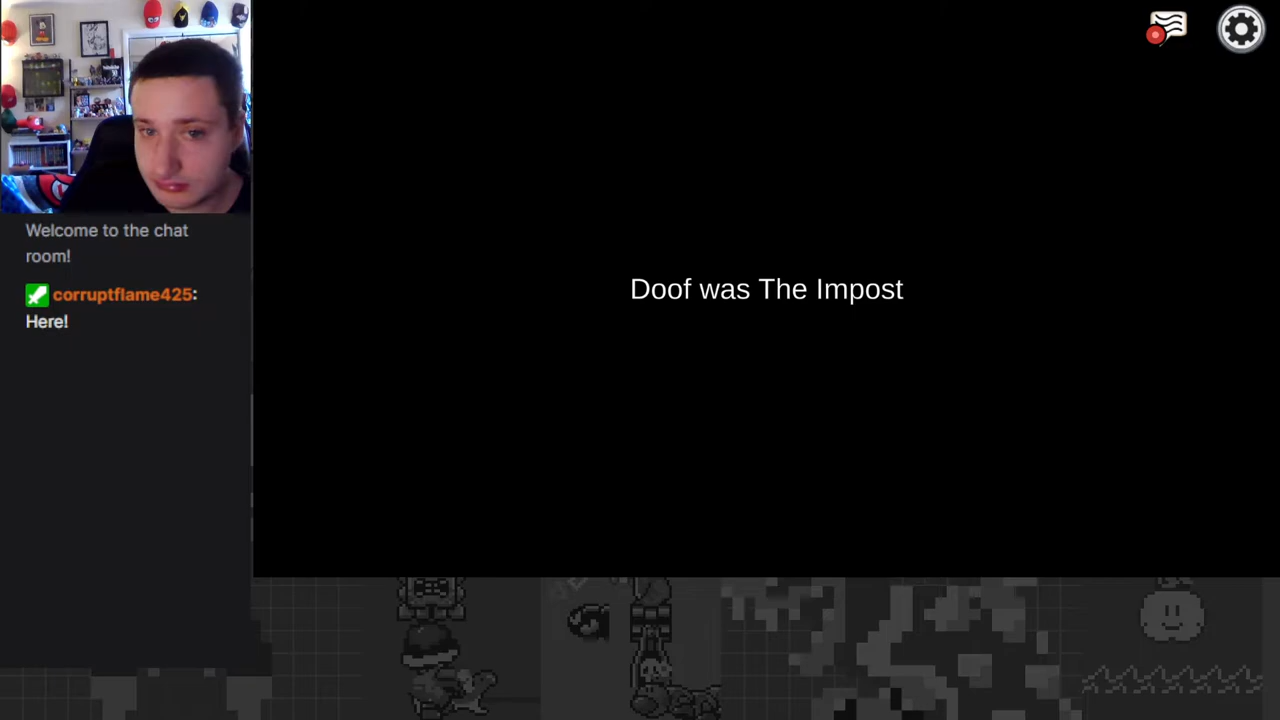 Welcome to the chat
room!
corruptflame425:
Here!
Doof was The Impost